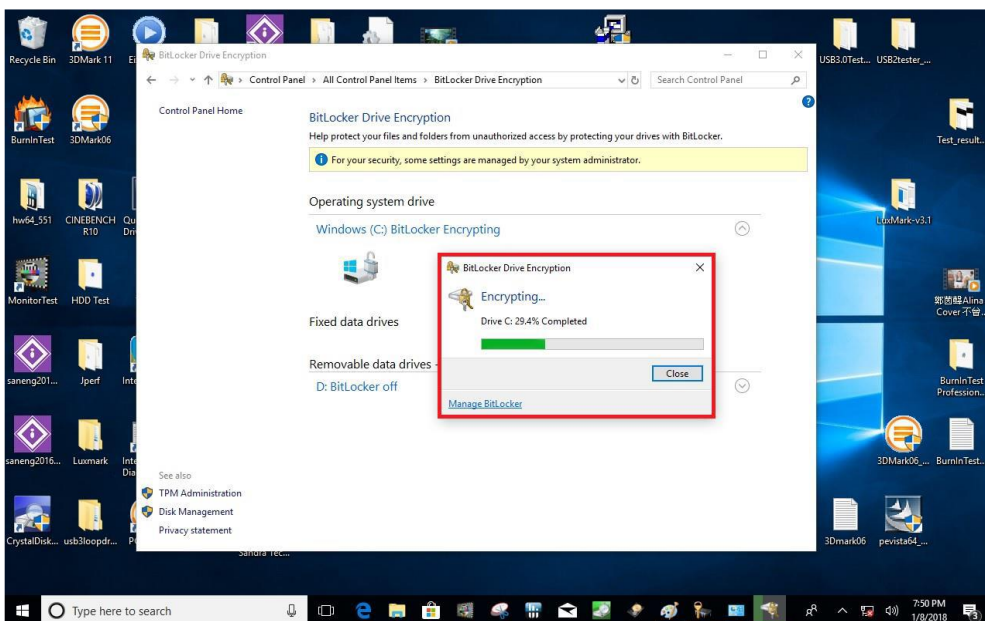 BitLocker Drive Encryption
Control Panel > All Control Panel Items > BitLocker Drive Encryption
Search Control Panel
Control Panel Home
BitLocker Drive Encryption
Help protect your files and folders from unauthorized access by protecting your drives with BitLocker.
For your security, some settings are managed by your system administrator.
Operating system drive
Windows (C:) BitLocker Encrypting
Fixed data drives
Removable data drives -
D: BitLocker off
See also
TPM Administration
Disk Management
Privacy statement
BitLocker Drive Encryption
Encrypting...
Drive C: 29.4% Completed
Close
Manage BitLocker
Recycle Bin
3DMark 11
BurnInTest
3DMark06
hw64_551
CINEBENCH
R10
MonitorTest
HDD Test
saneng201...
Jperf
saneng2016...
Luxmark
CrystalDisk...
usb3loopdr...
Sandra Tec...
USB3.0Test...
USB2tester_...
Test_result...
LuxMark-v3.1
Alina
Cover
BurnInTest
Profession...
3DMark06_...
BurnInTest...
3Dmark06
pevista64_...
Type here to search
7:50 PM
1/8/2018